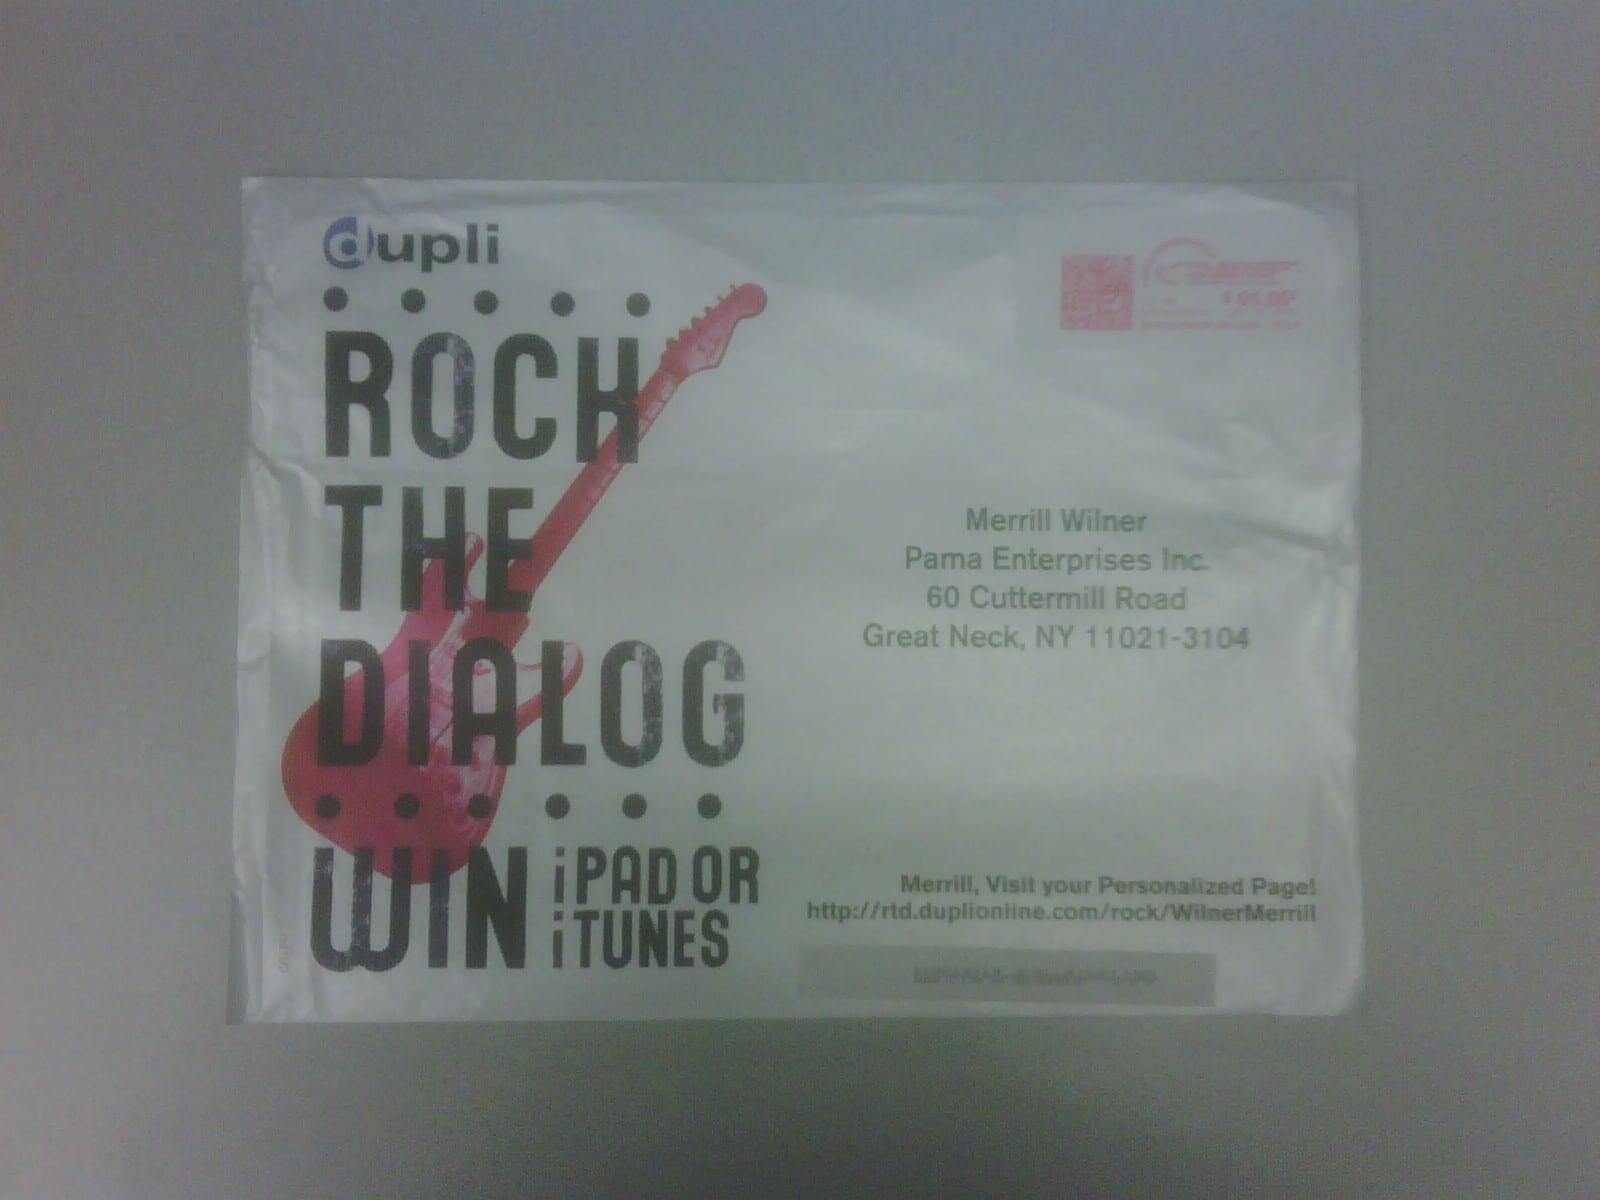 dupli
ROCK
THE
DIALOG
WIN iPAD OR
iTUNES
Merrill Wilner
Pama Enterprises Inc.
60 Cuttermill Road
Great Neck, NY 11021-3104
Merrill, Visit your Personalized Page!
http://rtd.duplionline.com/rock/WilnerMerrill